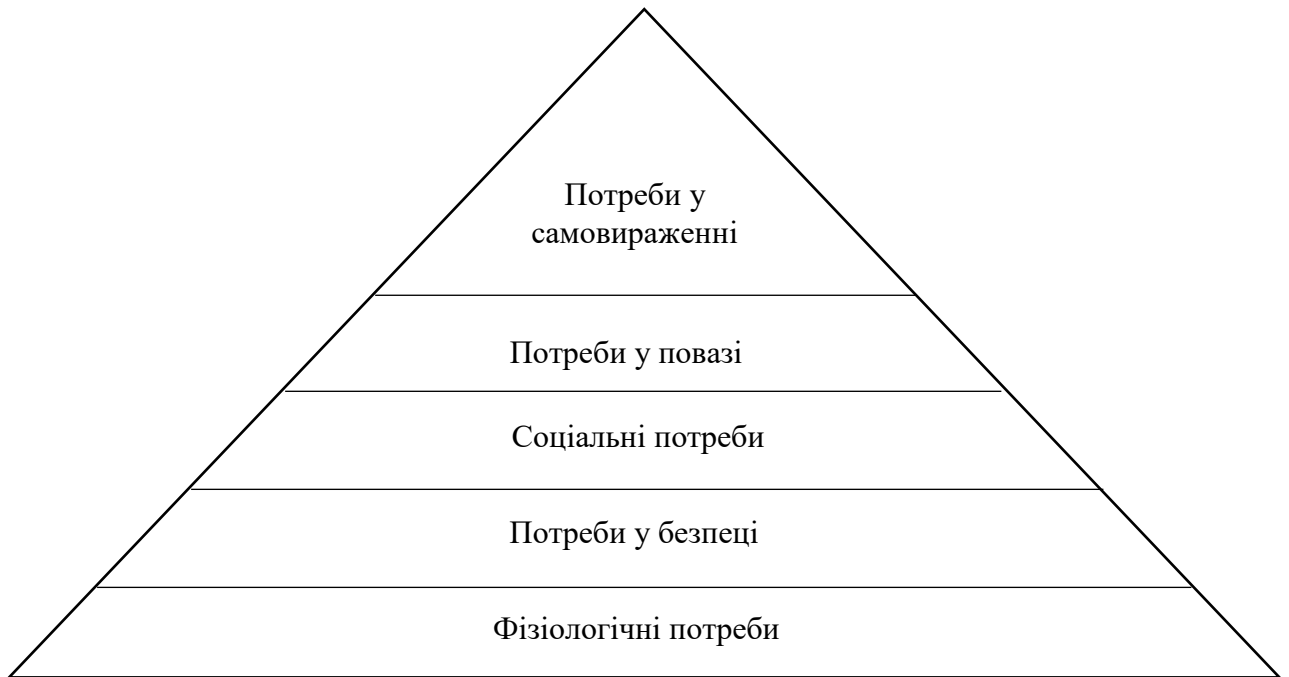 Потреби у
самовираженні
Потреби у повазі
Соціальні потреби
Потреби у безпеці
Фізіологічні потреби